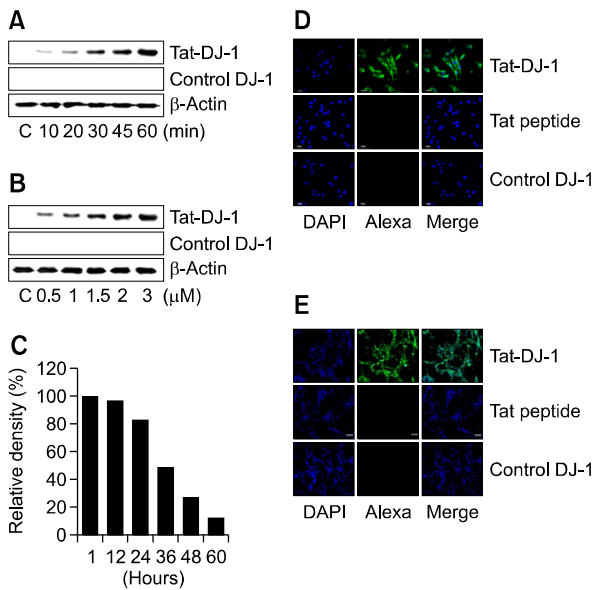 A
Tat-DJ-1
Control DJ-1
β-Actin
C 10 20 30 45 60 (min)
B
Tat-DJ-1
Control DJ-1
β-Actin
C 0.5 1 1.5 2 3 (μM)
C
Relative density (%)
120
100
80
60
40
20
0
1 12 24 36 48 60
(Hours)
D
Tat-DJ-1
Tat peptide
Control DJ-1
DAPI Alexa Merge
E
Tat-DJ-1
Tat peptide
Control DJ-1
DAPI Alexa Merge